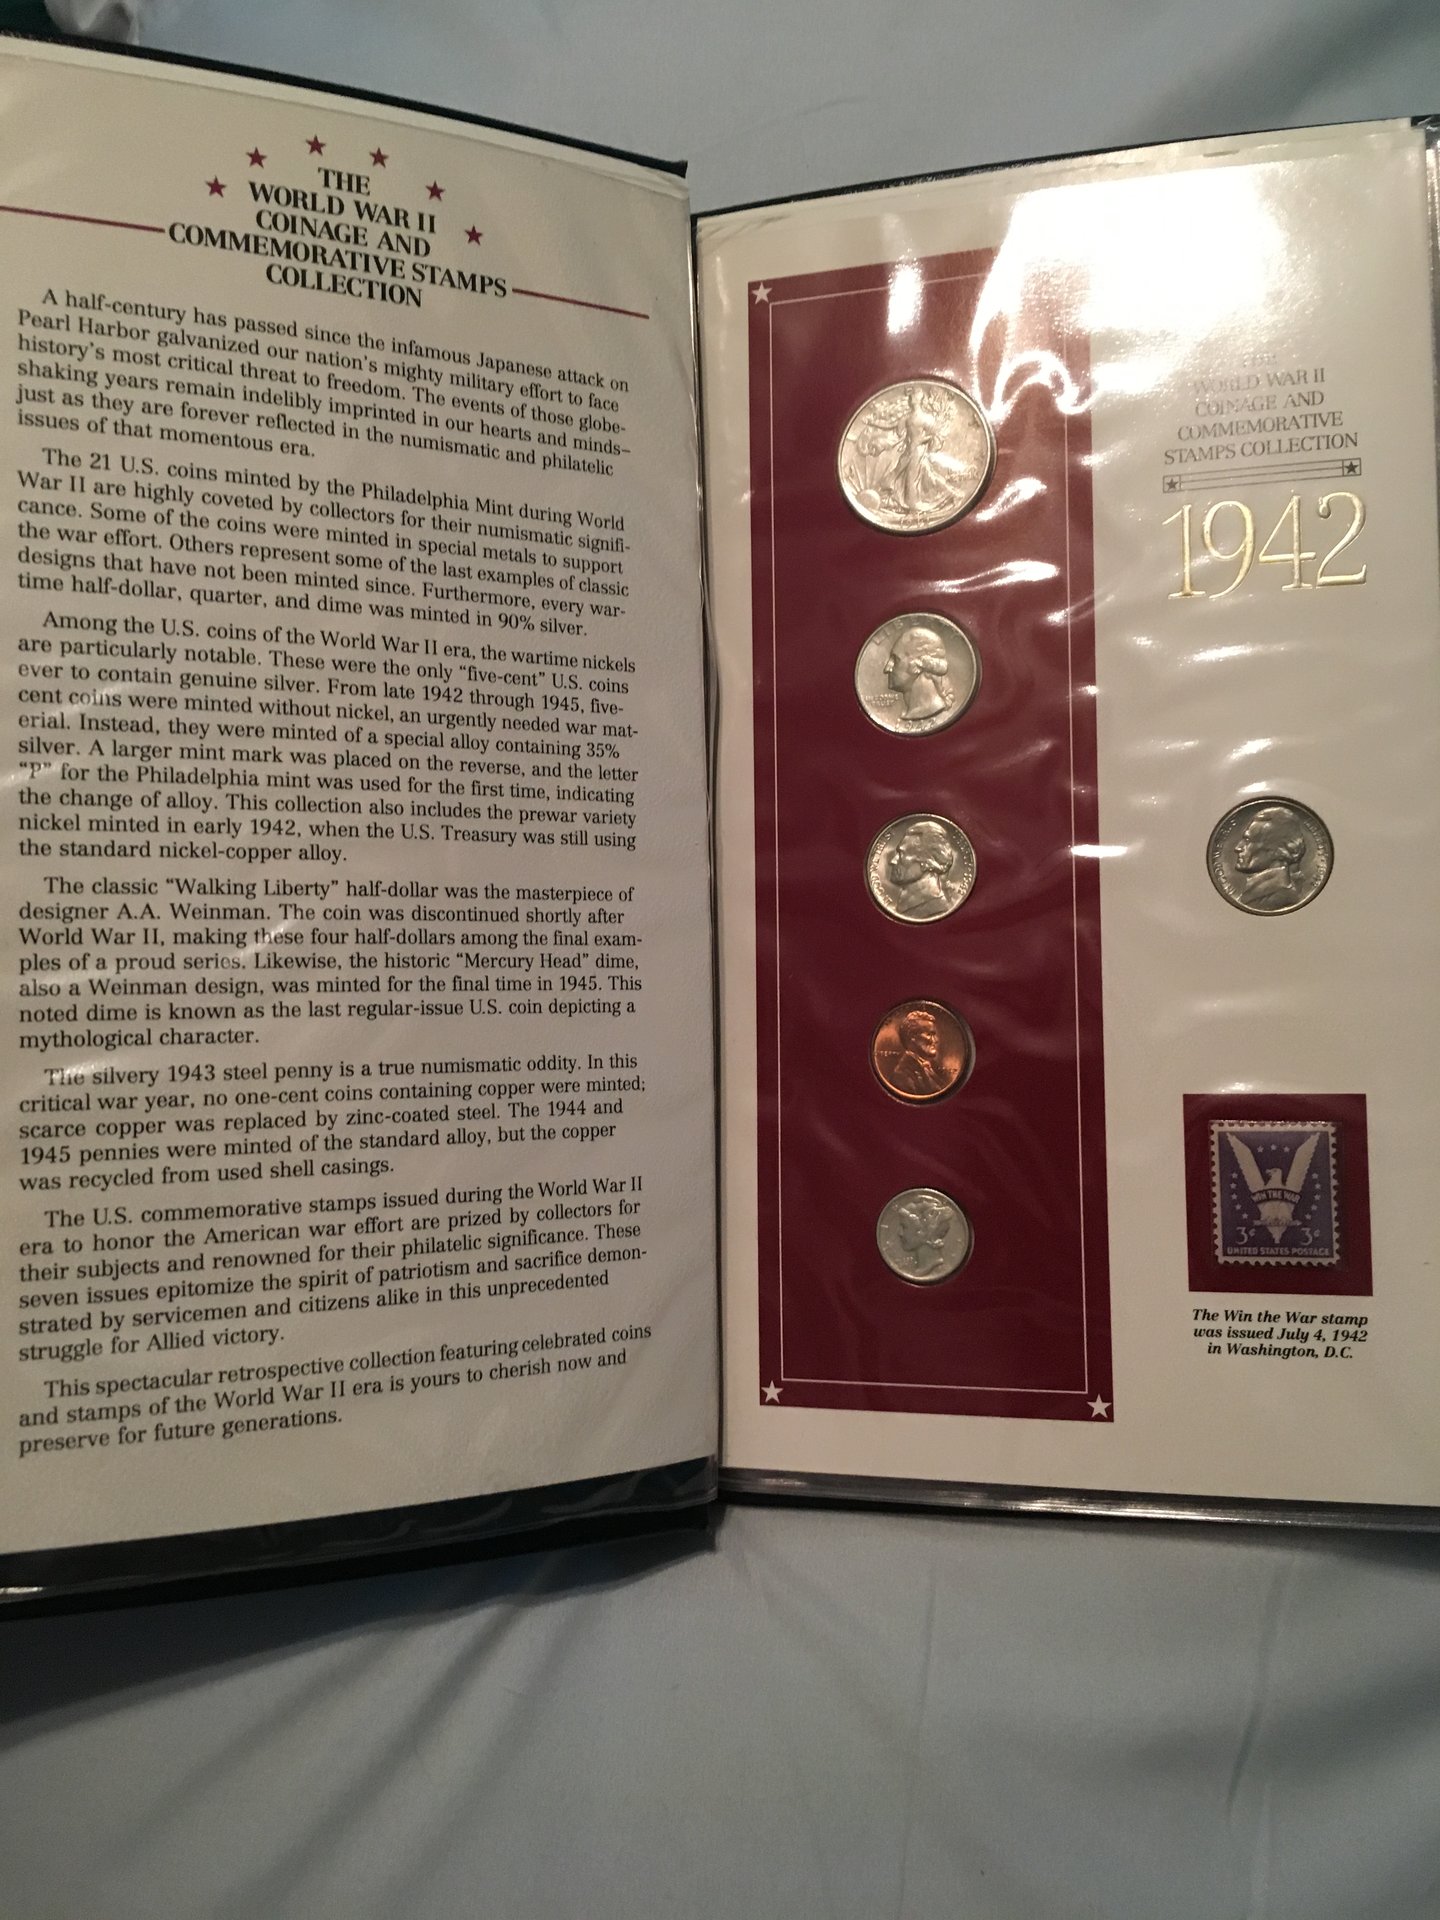 THE
WORLD WAR II
COINAGE AND
COMMEMORATIVE STAMPS
COLLECTION
A half-century has passed since the infamous Japanese attack on
Pearl Harbor galvanized our nation's mighty military effort to face
history's most critical threat to freedom. The events of those globe-
shaking years remain indelibly imprinted in our hearts and minds–
just as they are forever reflected in the numismatic and philatelic
issues of that momentous era.
The 21 U.S. coins minted by the Philadelphia Mint during World
War II are highly coveted by collectors for their numismatic signifi-
cance. Some of the coins were minted in special metals to support
the war effort. Others represent some of the last examples of classic
designs that have not been minted since. Furthermore, every war-
time half-dollar, quarter, and dime was minted in 90% silver.
Among the U.S. coins of the World War II era, the wartime nickels
are particularly notable. These were the only "five-cent" U.S. coins
ever to contain genuine silver. From late 1942 through 1945, five-
cent coins were minted without nickel, an urgently needed war mat-
erial. Instead, they were minted of a special alloy containing 35%
silver. A larger mint mark was placed on the reverse, and the letter
"P" for the Philadelphia mint was used for the first time, indicating
the change of alloy. This collection also includes the prewar variety
nickel minted in early 1942, when the U.S. Treasury was still using
the standard nickel-copper alloy.
The classic "Walking Liberty" half-dollar was the masterpiece of
designer A.A. Weinman. The coin was discontinued shortly after
World War II, making these four half-dollars among the final exam-
ples of a proud series. Likewise, the historic "Mercury Head" dime,
also a Weinman design, was minted for the final time in 1945. This
noted dime is known as the last regular-issue U.S. coin depicting a
mythological character.
The silvery 1943 steel penny is a true numismatic oddity. In this
critical war year, no one-cent coins containing copper were minted;
scarce copper was replaced by zinc-coated steel. The 1944 and
1945 pennies were minted of the standard alloy, but the copper
was recycled from used shell casings.
The U.S. commemorative stamps issued during the World War II
era to honor the American war effort are prized by collectors for
their subjects and renowned for their philatelic significance. These
seven issues epitomize the spirit of patriotism and sacrifice demon-
strated by servicemen and citizens alike in this unprecedented
struggle for Allied victory.
This spectacular retrospective collection featuring celebrated coins
and stamps of the World War II era is yours to cherish now and
preserve for future generations.
THE
WORLD WAR II
COINAGE AND
COMMEMORATIVE
STAMPS COLLECTION
1942
WIN THE WAR
3¢ 3¢
UNITED STATES POSTAGE
The Win the War stamp
was issued July 4, 1942
in Washington, D.C.